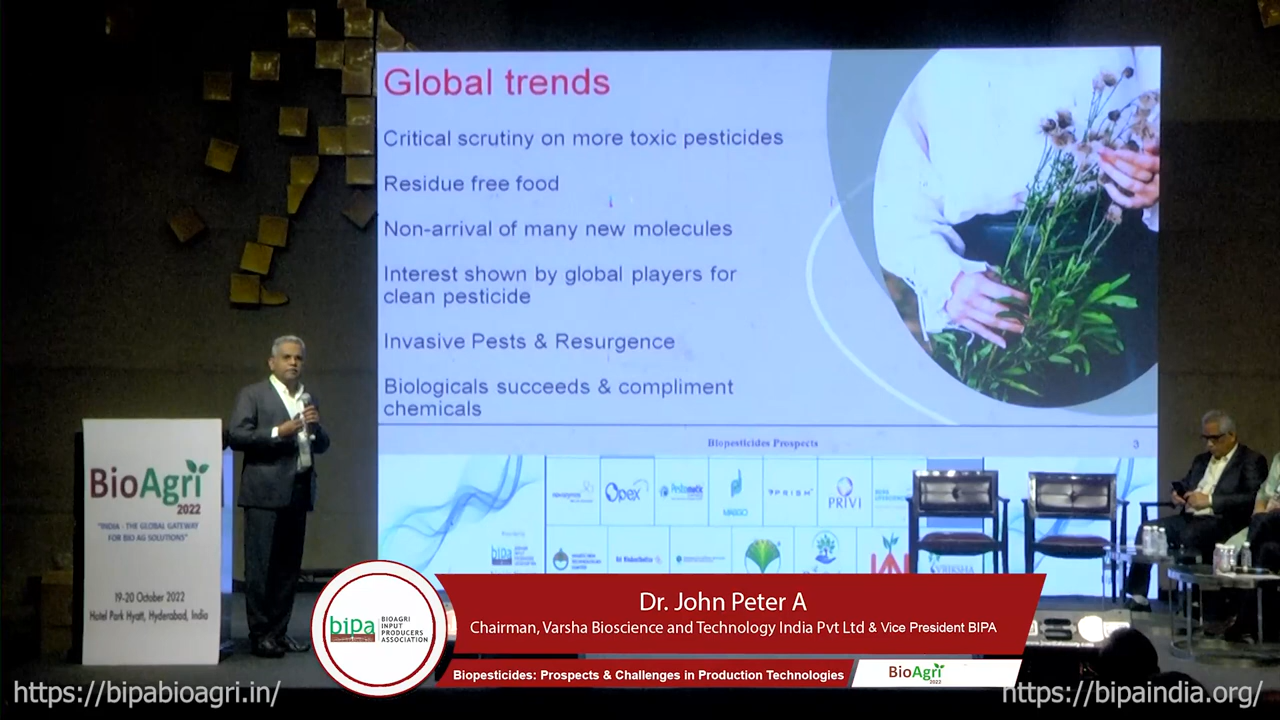 Global trends
Critical scrutiny on more toxic pesticides
Residue free food
Non-arrival of many new molecules
Interest shown by global players for
clean pesticide
Invasive Pests & Resurgence
Biologicals succeeds & compliment
chemicals
Biopesticides Prospects
3
Opex
PRISM
PRIVI
bipa
VRIKSHA
BioAgri
2022
"INDIA - THE GLOBAL GATEWAY
FOR BIO AG SOLUTIONS"
19-20 October 2022
Hotel Park Hyatt, Hyderabad, India
bipa
BIOAGRI
INPUT
PRODUCERS
ASSOCIATION
Dr. John Peter A
Chairman, Varsha Bioscience and Technology India Pvt Ltd & Vice President BIPA
Biopesticides: Prospects & Challenges in Production Technologies
BioAgri
2022
https://bipabioagri.in/
https://bipaindia.org/